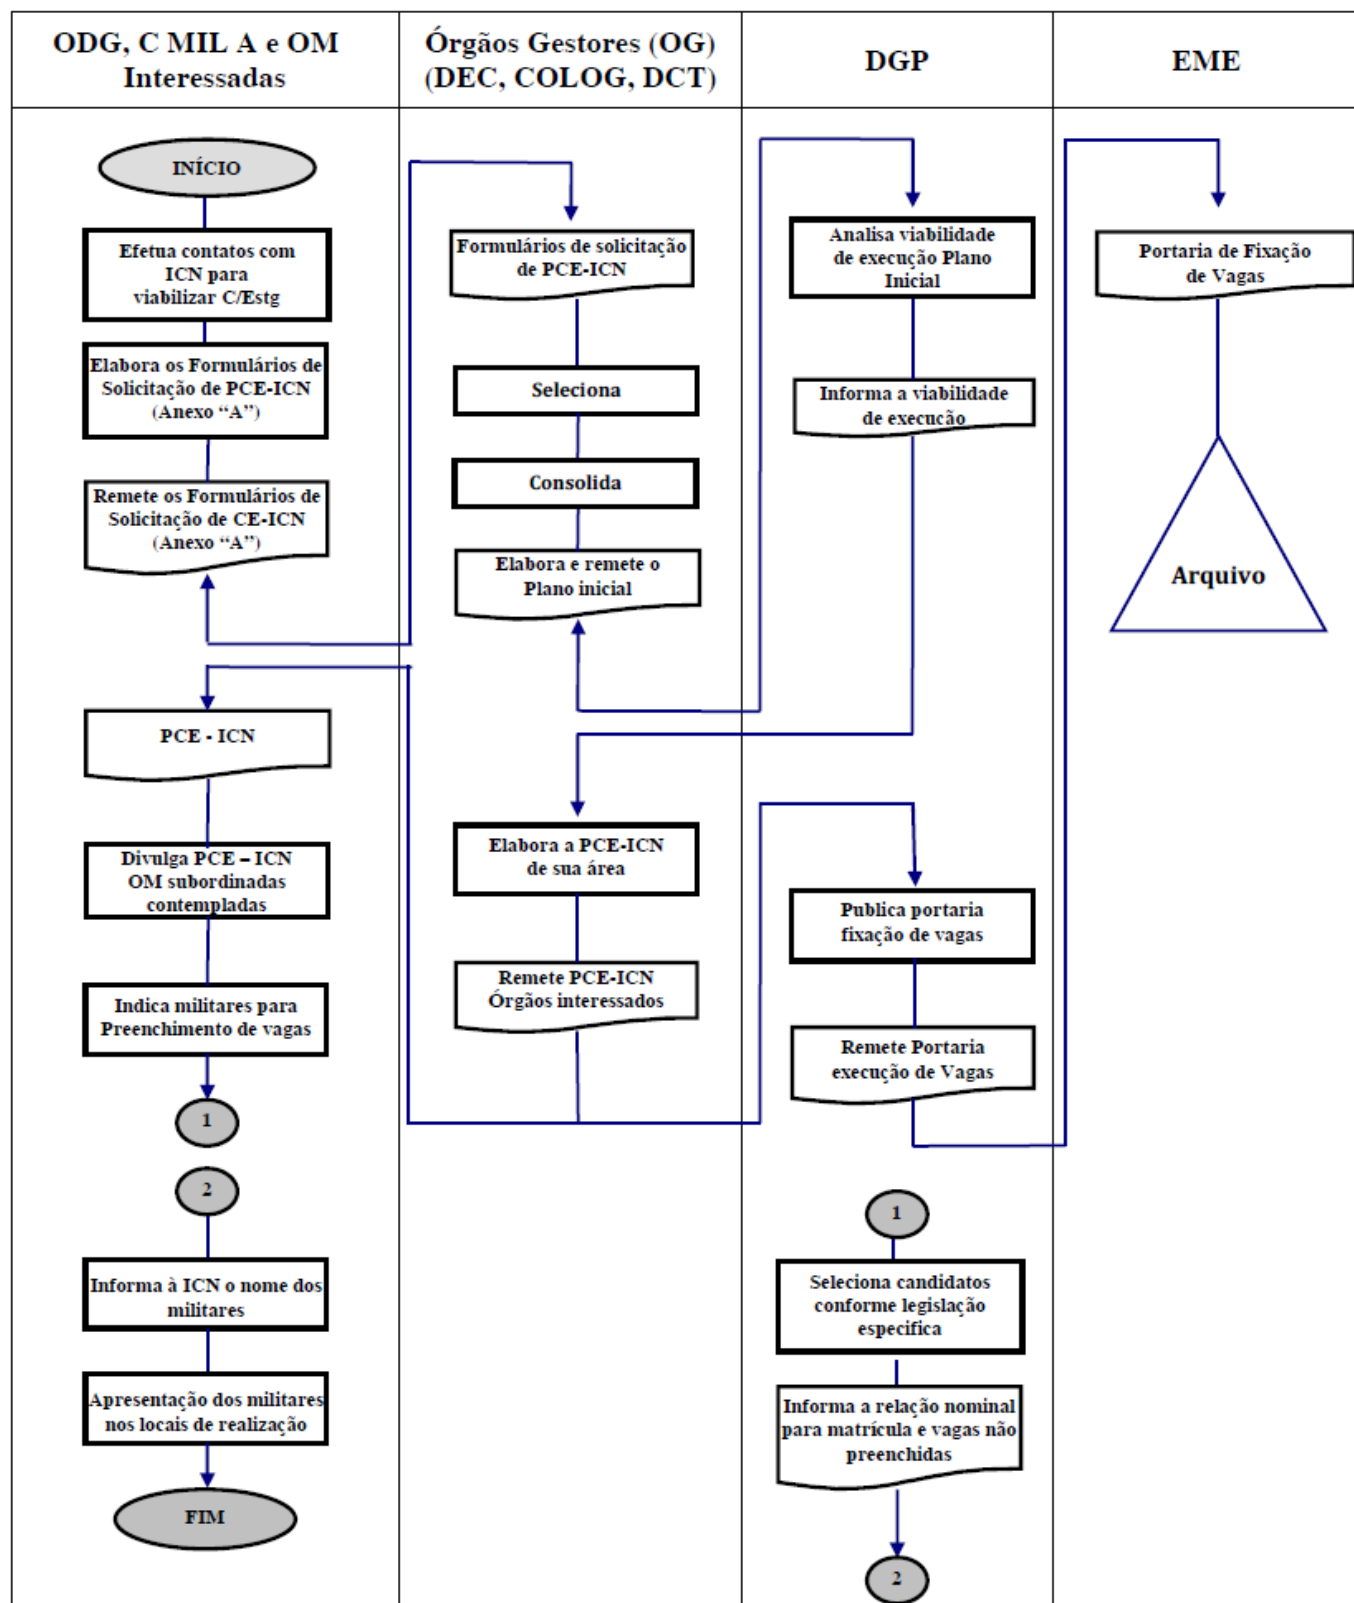 ODG, C MIL A e OM
Interessadas
Órgãos Gestores (OG)
(DEC, COLOG, DCT)
DGP
EME
INÍCIO
Efetua contatos com
ICN para
viabilizar C/Estg
Elabora os Formulários de
Solicitação de PCE-ICN
(Anexo “A”)
Remete os Formulários de
Solicitação de CE-ICN
(Anexo “A”)
PCE - ICN
Divulga PCE – ICN
OM subordinadas
contempladas
Indica militares para
Preenchimento de vagas
1
2
Informa à ICN o nome dos
militares
Apresentação dos militares
nos locais de realização
FIM
Formulários de solicitação
de PCE-ICN
Seleciona
Consolida
Elabora e remete o
Plano inicial
Elabora a PCE-ICN
de sua área
Remete PCE-ICN
Órgãos interessados
Analisa viabilidade
de execução Plano
Inicial
Informa a viabilidade
de execução
Publica portaria
fixação de vagas
Remete Portaria
execução de Vagas
1
Seleciona candidatos
conforme legislação
especifica
Informa a relação nominal
para matrícula e vagas não
preenchidas
2
Portaria de Fixação
de Vagas
Arquivo